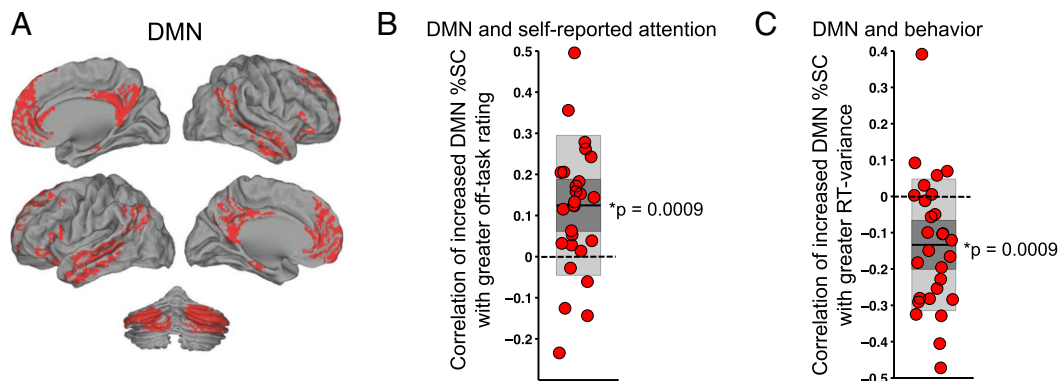 A
DMN
B
DMN and self-reported attention
Correlation of increased DMN %SC
with greater off-task rating
0.5
0.4
0.3
0.2
0.1
0
−0.1
−0.2
*p = 0.0009
C
DMN and behavior
Correlation of increased DMN %SC
with greater RT-variance
0.4
0.3
0.2
0.1
0
−0.1
−0.2
−0.3
−0.4
−0.5
*p = 0.0009